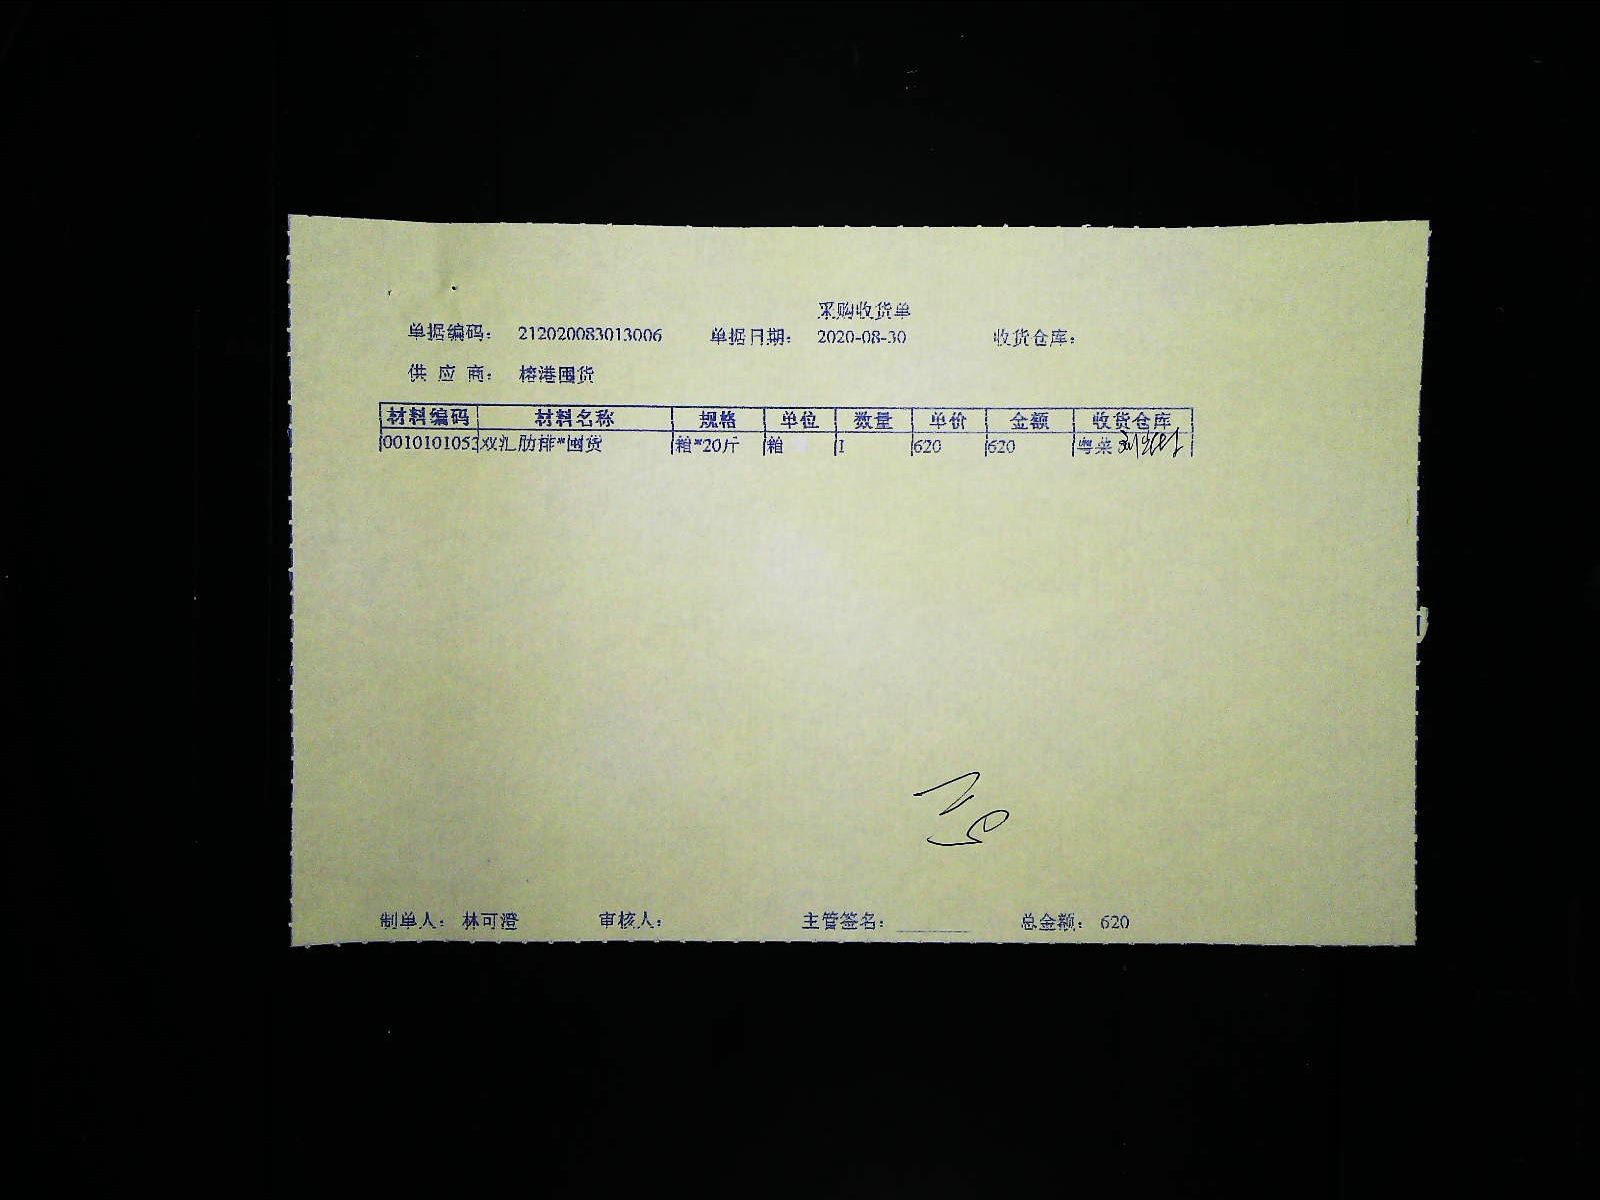 采购收货单
单据编码： 212020083013006 单据日期： 2020-08-30 收货仓库：
供 应 商： 榕港囤货
材料编码 材料名称 规格 单位 数量 单价 金额 收货仓库
0010101053 双汇肋排*囤货 箱*20斤 箱 1 620 620 粤菜
制单人： 林可澄 审核人： 主管签名： 总金额： 620